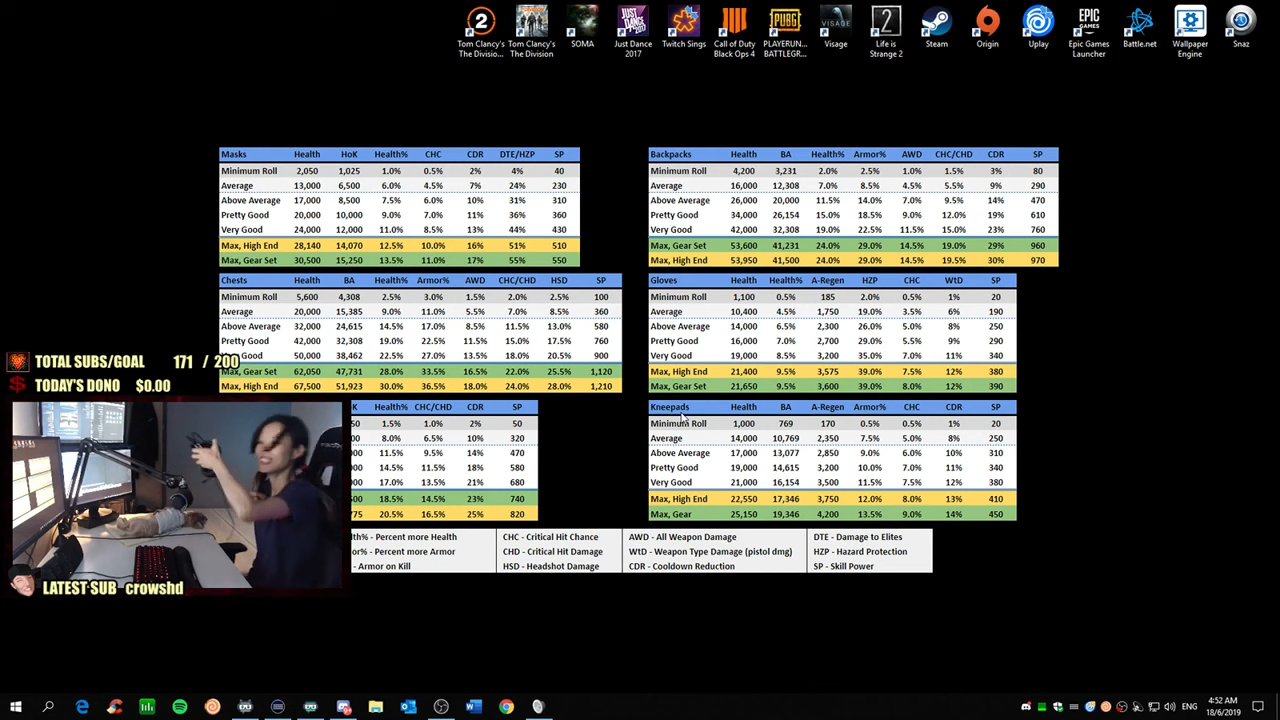 Tom Clancy's The Divisio...
Tom Clancy's The Division
SOMA
Just Dance 2017
Twitch Sings
Call of Duty Black Ops 4
PLAYERUN... BATTLEGR...
Visage
Life is Strange 2
Steam
Origin
Uplay
Epic Games Launcher
Battle.net
Wallpaper Engine
Snaz
Masks Health HoK Health% CHC CDR DTE/HZP SP
Minimum Roll 2,050 1,025 1.0% 0.5% 2% 4% 40
Average 13,000 6,500 6.0% 4.5% 7% 24% 230
Above Average 17,000 8,500 7.5% 6.0% 10% 31% 310
Pretty Good 20,000 10,000 9.0% 7.0% 11% 36% 360
Very Good 24,000 12,000 11.0% 8.5% 13% 44% 430
Max, High End 28,140 14,070 12.5% 10.0% 16% 51% 510
Max, Gear Set 30,500 15,250 13.5% 11.0% 17% 55% 550
Backpacks Health BA Health% Armor% AWD CHC/CHD CDR SP
Minimum Roll 4,200 3,231 2.0% 2.5% 1.0% 1.5% 3% 80
Average 16,000 12,308 7.0% 8.5% 4.5% 5.5% 9% 290
Above Average 26,000 20,000 11.5% 14.0% 7.0% 9.5% 14% 470
Pretty Good 34,000 26,154 15.0% 18.5% 9.0% 12.0% 19% 610
Very Good 42,000 32,308 19.0% 22.5% 11.5% 15.0% 23% 760
Max, Gear Set 53,600 41,231 24.0% 29.0% 14.5% 19.0% 29% 960
Max, High End 53,950 41,500 24.0% 29.0% 14.5% 19.5% 30% 970
Chests Health BA Health% Armor% AWD CHC/CHD HSD SP
Minimum Roll 5,600 4,308 2.5% 3.0% 1.5% 2.0% 2.5% 100
Average 20,000 15,385 9.0% 11.0% 5.5% 7.0% 8.5% 360
Above Average 32,000 24,615 14.5% 17.0% 8.5% 11.5% 13.0% 580
Pretty Good 42,000 32,308 19.0% 22.5% 11.5% 15.0% 17.5% 760
Good 50,000 38,462 22.5% 27.0% 13.5% 18.0% 20.5% 900
Max, Gear Set 62,050 47,731 28.0% 33.5% 16.5% 22.0% 25.5% 1,120
Max, High End 67,500 51,923 30.0% 36.5% 18.0% 24.0% 28.0% 1,210
Gloves Health Health% A-Regen HZP CHC WtD SP
Minimum Roll 1,100 0.5% 185 2.0% 0.5% 1% 20
Average 10,400 4.5% 1,750 19.0% 3.5% 6% 190
Above Average 14,000 6.5% 2,300 26.0% 5.0% 8% 250
Pretty Good 16,000 7.0% 2,700 29.0% 5.5% 9% 290
Very Good 19,000 8.5% 3,200 35.0% 7.0% 11% 340
Max, High End 21,400 9.5% 3,575 39.0% 7.5% 12% 380
Max, Gear Set 21,650 9.5% 3,600 39.0% 8.0% 12% 390
TOTAL SUBS/GOAL 171 / 200
TODAY'S DONO $0.00
K Health% CHC/CHD CDR SP
50 1.5% 1.0% 2% 50
000 8.0% 6.5% 10% 320
000 11.5% 9.5% 14% 470
000 14.5% 11.5% 18% 580
000 17.0% 13.5% 21% 680
500 18.5% 14.5% 23% 740
775 20.5% 16.5% 25% 820
Kneepads Health BA A-Regen Armor% CHC CDR SP
Minimum Roll 1,000 769 170 0.5% 0.5% 1% 20
Average 14,000 10,769 2,350 7.5% 5.0% 8% 250
Above Average 17,000 13,077 2,850 9.0% 6.0% 10% 310
Pretty Good 19,000 14,615 3,200 10.0% 7.0% 11% 340
Very Good 21,000 16,154 3,500 11.5% 7.5% 12% 380
Max, High End 22,550 17,346 3,750 12.0% 8.0% 13% 410
Max, Gear 25,150 19,346 4,200 13.5% 9.0% 14% 450
lth% - Percent more Health CHC - Critical Hit Chance AWD - All Weapon Damage DTE - Damage to Elites
or% - Percent more Armor CHD - Critical Hit Damage WtD - Weapon Type Damage (pistol dmg) HZP - Hazard Protection
- Armor on Kill HSD - Headshot Damage CDR - Cooldown Reduction SP - Skill Power
LATEST SUB crowshd
ENG
4:52 AM
18/6/2019